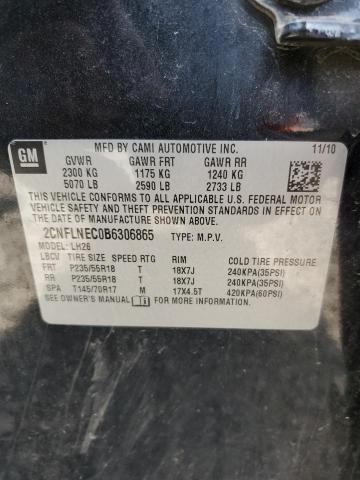 GM
MFD BY CAMI AUTOMOTIVE INC. 11/10
GVWR GAWR FRT GAWR RR
2300 KG 1175 KG 1240 KG
5070 LB 2590 LB 2733 LB
THIS VEHICLE CONFORMS TO ALL APPLICABLE U.S. FEDERAL MOTOR
VEHICLE SAFETY AND THEFT PREVENTION STANDARDS IN EFFECT ON
THE DATE OF MANUFACTURE SHOWN ABOVE.
2CNFLNEC0B6306865 TYPE: M.P.V.
MODEL: LH26
LBCV TIRE SIZE SPEED RTG RIM COLD TIRE PRESSURE
FRT P235/55R18 T 18X7J 240KPA(35PSI)
RR P235/55R18 T 18X7J 240KPA(35PSI)
SPA T145/70R17 M 17X4.5T 420KPA(60PSI)
SEE OWNER'S MANUAL FOR MORE INFORMATION.